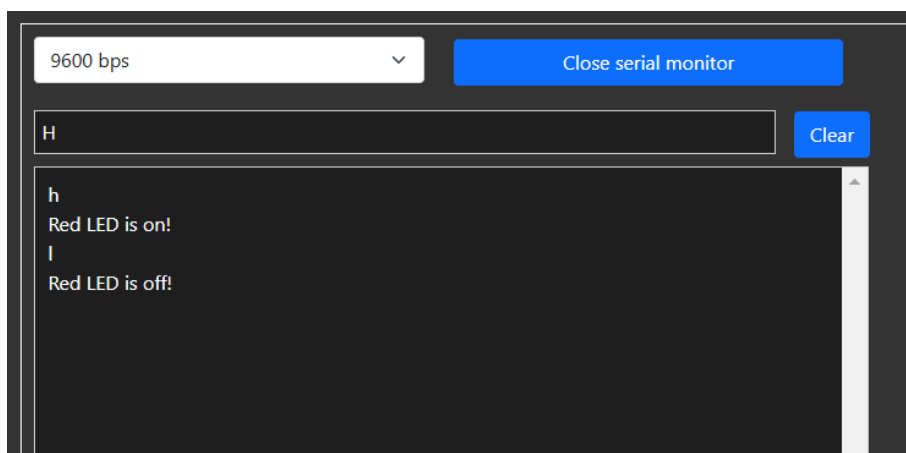 9600 bps
Close serial monitor
H
Clear
h
Red LED is on!
l
Red LED is off!